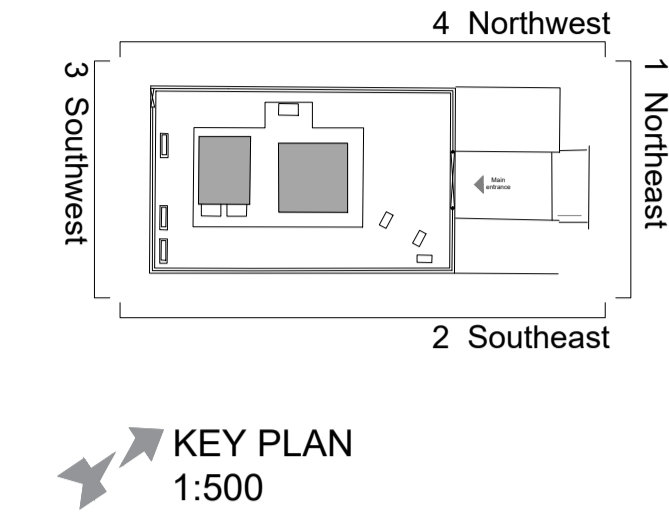 4 Northwest
3 Southwest
1 Northeast
Main
entrance
2 Southeast
KEY PLAN
1:500